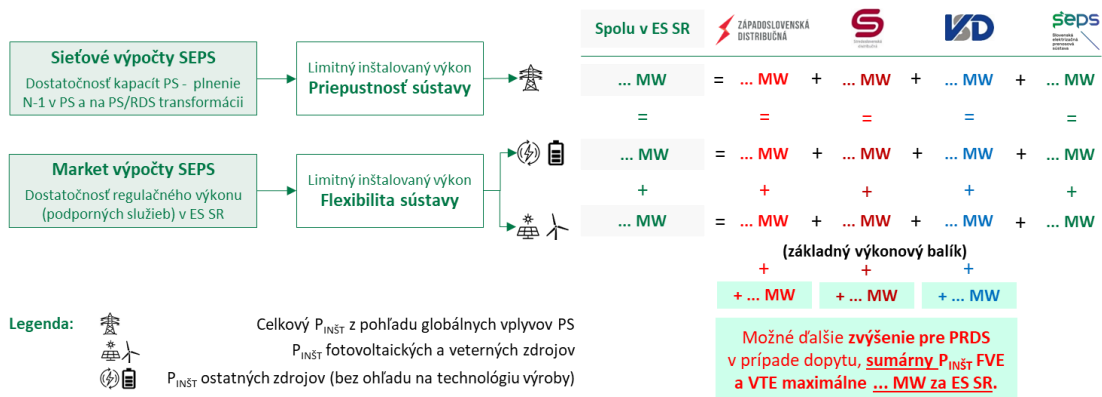 Spolu v ES SR
ZÁPADOSLOVENSKÁ
DISTRIBUČNÁ
VSD
seps
Slovenská
elektrizačná
prenosová
sústava
Sieťové výpočty SEPS
Dostatočnosť kapacít PS - plnenie
N-1 v PS a na PS/RDS transformácii
Limitný inštalovaný výkon
Priepustnosť sústavy
... MW = ... MW + ... MW + ... MW + ... MW
= = = = =
Market výpočty SEPS
Dostatočnosť regulačného výkonu
(podporných služieb) v ES SR
Limitný inštalovaný výkon
Flexibilita sústavy
... MW = ... MW + ... MW + ... MW + ... MW
+ + + + +
... MW = ... MW + ... MW + ... MW + ... MW
(základný výkonový balík)
+ + +
+ ... MW + ... MW + ... MW
Legenda:
Celkový PINŠT z pohľadu globálnych vplyvov PS
PINŠT fotovoltaických a veterných zdrojov
PINŠT ostatných zdrojov (bez ohľadu na technológiu výroby)
Možné ďalšie zvýšenie pre PRDS
v prípade dopytu, sumárny PINŠT FVE
a VTE maximálne ... MW za ES SR.